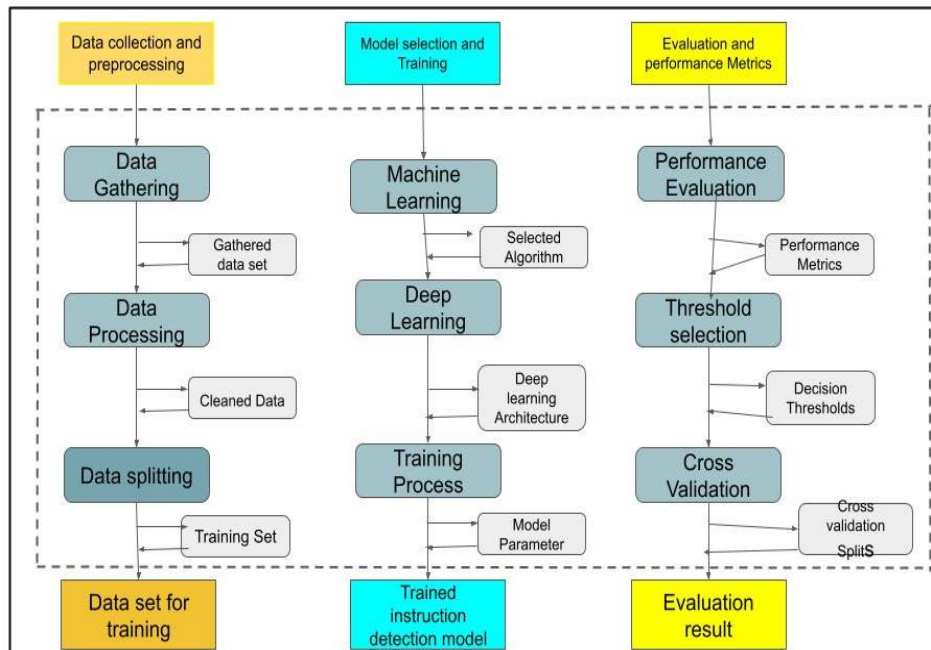 Data collection and
preprocessing
Data
Gathering
Gathered
data set
Data
Processing
Cleaned Data
Data splitting
Training Set
Data set for
training
Model selection and
Training
Machine
Learning
Selected
Algorithm
Deep
Learning
Deep
learning
Architecture
Training
Process
Model
Parameter
Trained
instruction
detection model
Evaluation and
performance Metrics
Performance
Evaluation
Performance
Metrics
Threshold
selection
Decision
Thresholds
Cross
Validation
Cross
validation
SplitS
Evaluation
result